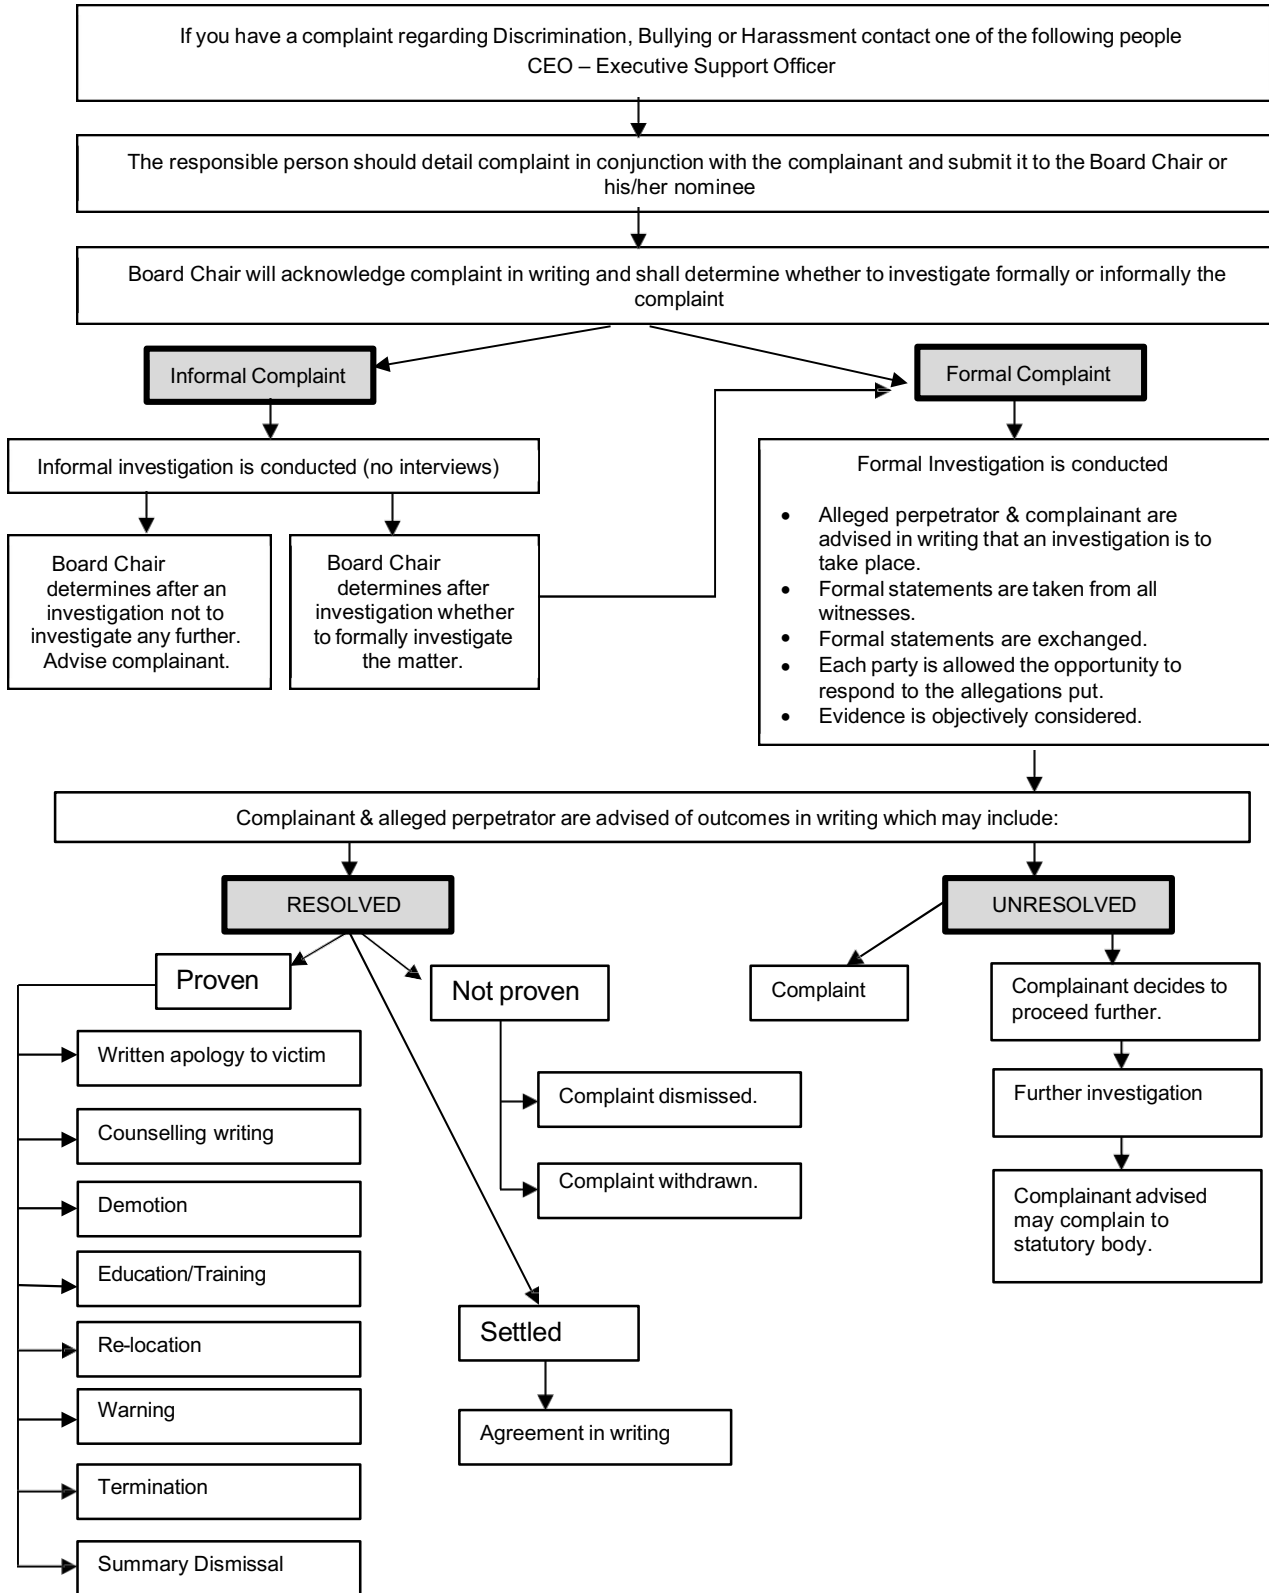 If you have a complaint regarding Discrimination, Bullying or Harassment contact one of the following people
CEO – Executive Support Officer
The responsible person should detail complaint in conjunction with the complainant and submit it to the Board Chair or
his/her nominee
Board Chair will acknowledge complaint in writing and shall determine whether to investigate formally or informally the
complaint
Informal Complaint
Formal Complaint
Informal investigation is conducted (no interviews)
Board Chair
determines after an
investigation not to
investigate any further.
Advise complainant.
Board Chair
determines after
investigation whether
to formally investigate
the matter.
Formal Investigation is conducted
• Alleged perpetrator & complainant are
advised in writing that an investigation is to
take place.
• Formal statements are taken from all
witnesses.
• Formal statements are exchanged.
• Each party is allowed the opportunity to
respond to the allegations put.
• Evidence is objectively considered.
Complainant & alleged perpetrator are advised of outcomes in writing which may include:
RESOLVED
UNRESOLVED
Proven
Written apology to victim
Counselling writing
Demotion
Education/Training
Re-location
Warning
Termination
Summary Dismissal
Not proven
Complaint dismissed.
Complaint withdrawn.
Settled
Agreement in writing
Complaint
Complainant decides to
proceed further.
Further investigation
Complainant advised
may complain to
statutory body.